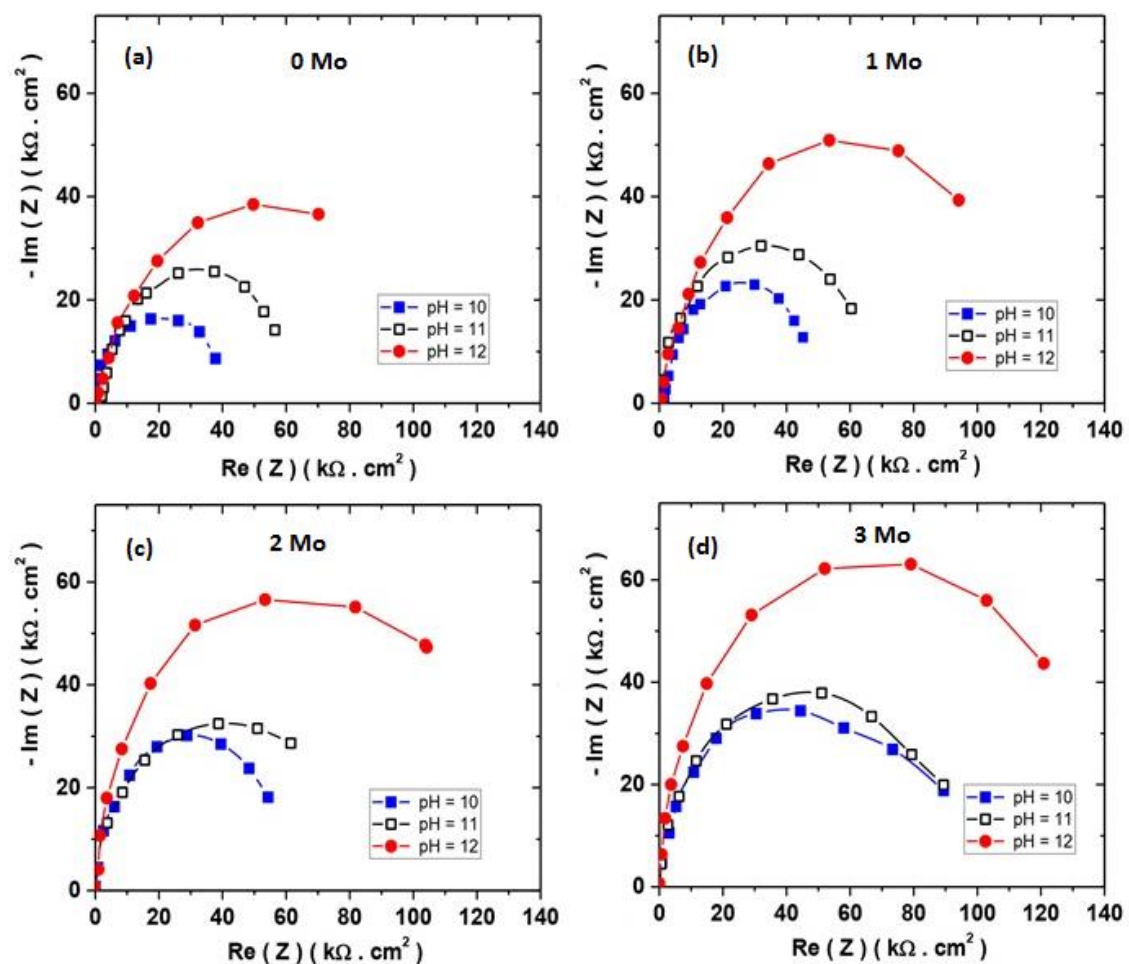 (a)
0 Mo
- Im ( Z ) ( kΩ . cm²)
60
40
20
0
pH = 10
pH = 11
pH = 12
0 20 40 60 80 100 120 140
Re ( Z ) ( kΩ . cm²)
(b)
1 Mo
- Im ( Z ) ( kΩ . cm²)
60
40
20
0
pH = 10
pH = 11
pH = 12
0 20 40 60 80 100 120 140
Re ( Z ) ( kΩ . cm²)
(c)
2 Mo
- Im ( Z ) ( kΩ . cm²)
60
40
20
0
pH = 10
pH = 11
pH = 12
0 20 40 60 80 100 120 140
Re ( Z ) ( kΩ . cm²)
(d)
3 Mo
- Im ( Z ) ( kΩ . cm²)
60
40
20
0
pH = 10
pH = 11
pH = 12
0 20 40 60 80 100 120 140
Re ( Z ) ( kΩ . cm²)